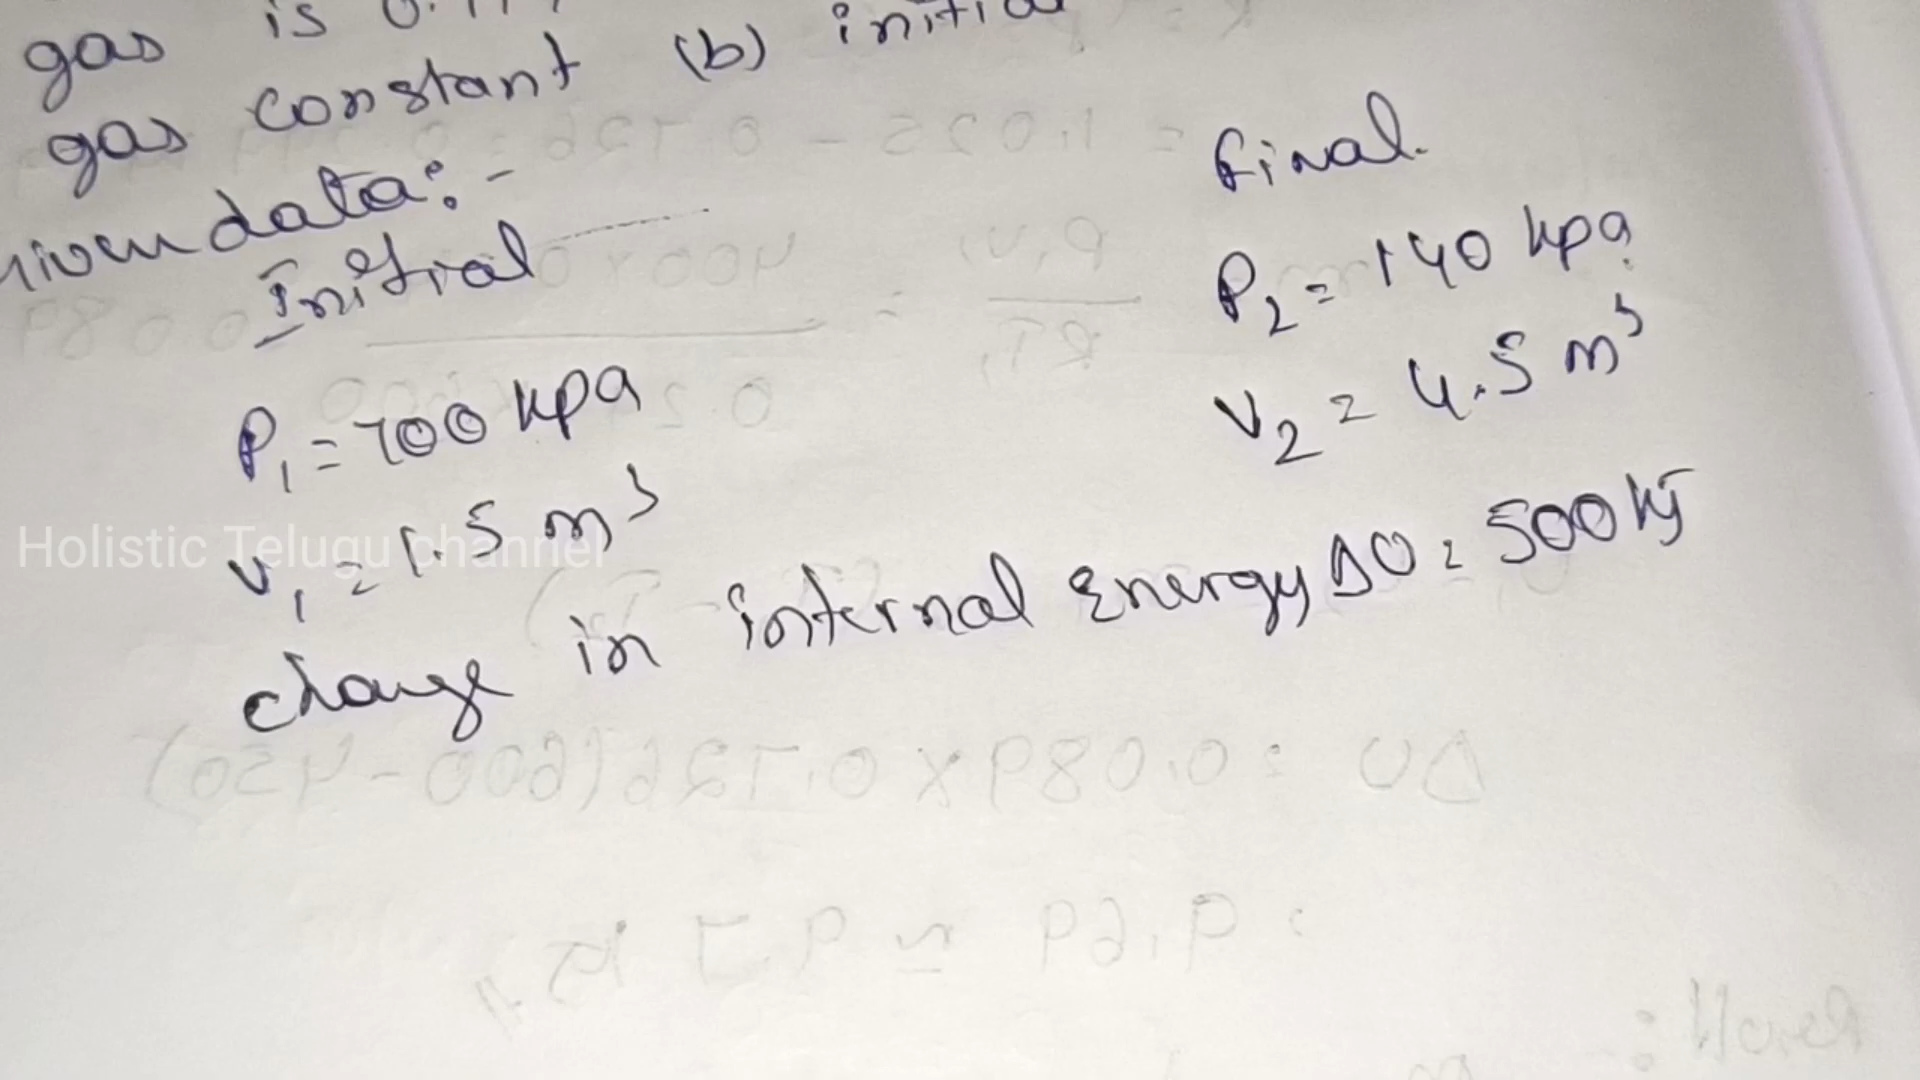 gas is 0.
gas constant (b) initial
data:-
Initial
Final.
P₁ = 700 kpa
P₂ = 140 kpa
V₁ = 1.5 m³
V₂ = 4.5 m³
change in internal Energy ΔU = 500 kJ
Holistic Telugu channel